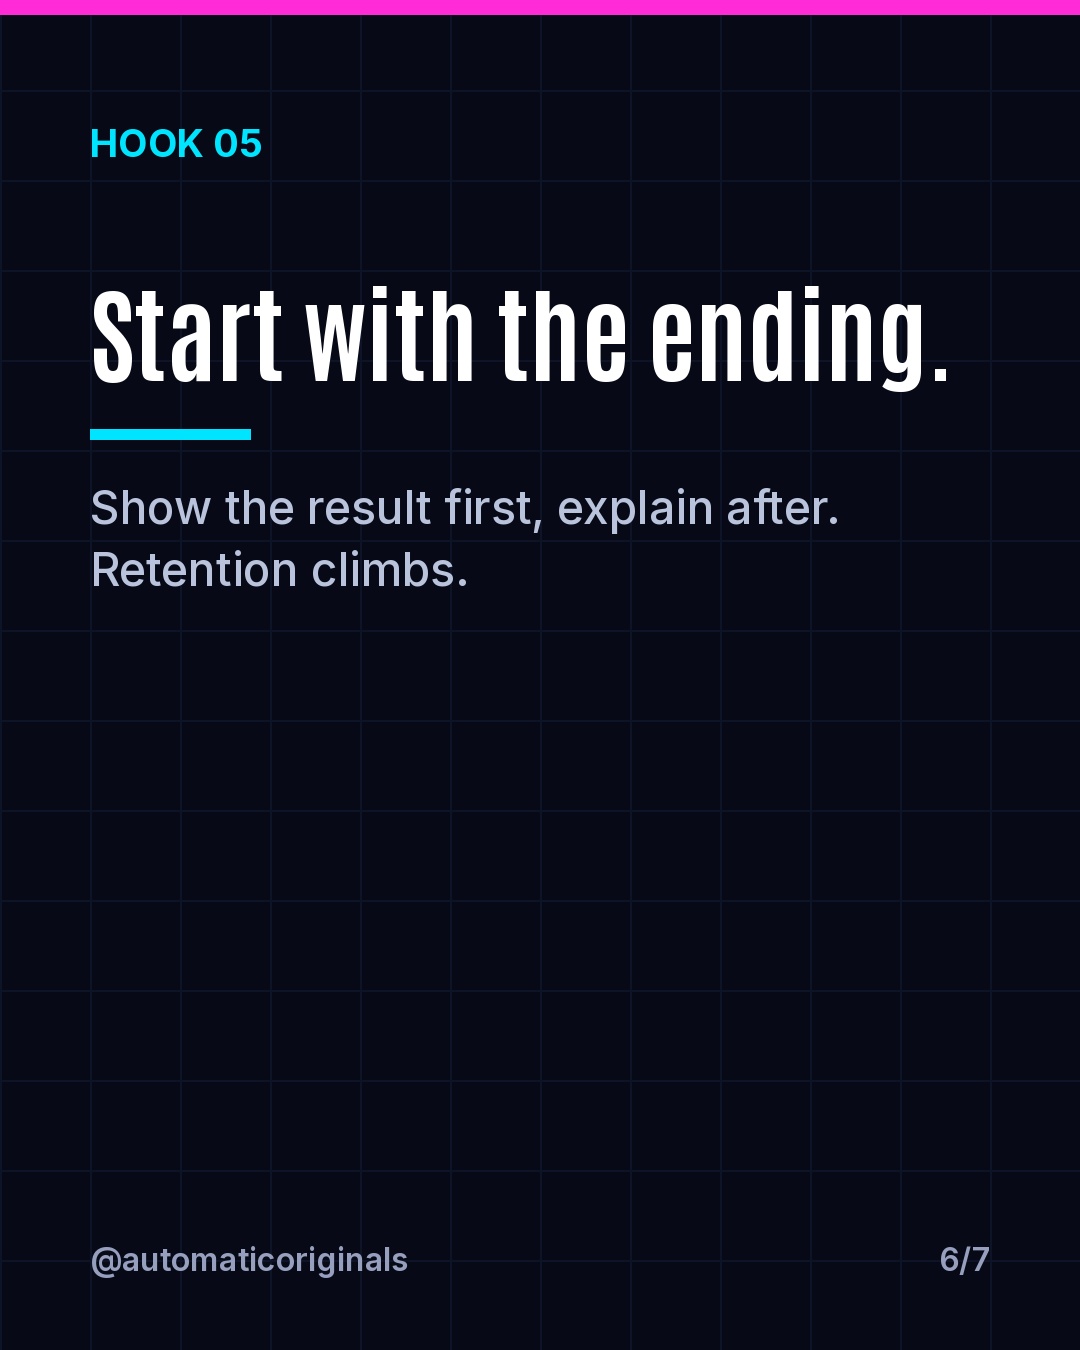 HOOK 05
Start with the ending.
Show the result first, explain after.
Retention climbs.
@automaticoriginals
6/7